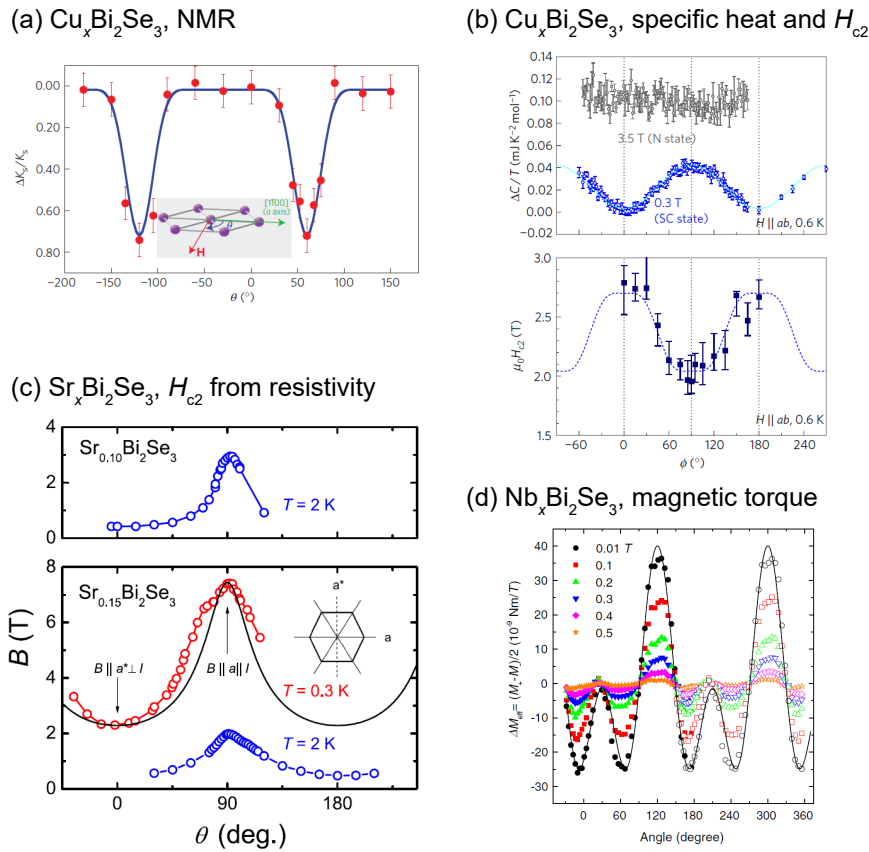 (a) CuₓBi₂Se₃, NMR
0.00
0.20
0.40
0.60
0.80
ΔKₛ/Kₛ
[11̄00]
(a axis)
θ
H
−200 −150 −100 −50 0 50 100 150 200
θ (°)
(b) CuₓBi₂Se₃, specific heat and H_c2
0.14
0.12
0.10
0.08
0.06
0.04
0.02
0.00
−0.02
ΔC/T (mJ K⁻² mol⁻¹)
3.5 T (N state)
0.3 T
(SC state)
H || ab, 0.6 K
3.0
2.5
2.0
1.5
μ₀H_c2 (T)
H || ab, 0.6 K
−60 0 60 120 180 240
ϕ (°)
(c) SrₓBi₂Se₃, H_c2 from resistivity
4
2
0
Sr₀.₁₀Bi₂Se₃
T = 2 K
8
6
4
2
0
B (T)
Sr₀.₁₅Bi₂Se₃
a*
a
B || a*⊥ I
B || a || I
T = 0,3 K
T = 2 K
0 90 180
θ (deg.)
(d) NbₓBi₂Se₃, magnetic torque
40
30
20
10
0
-10
-20
-30
ΔM_eff = (M₊-M₋)/2 (10⁻⁹ Nm/T)
0.01 T
0.1
0.2
0.3
0.4
0.5
0 60 120 180 240 300 360
Angle (degree)